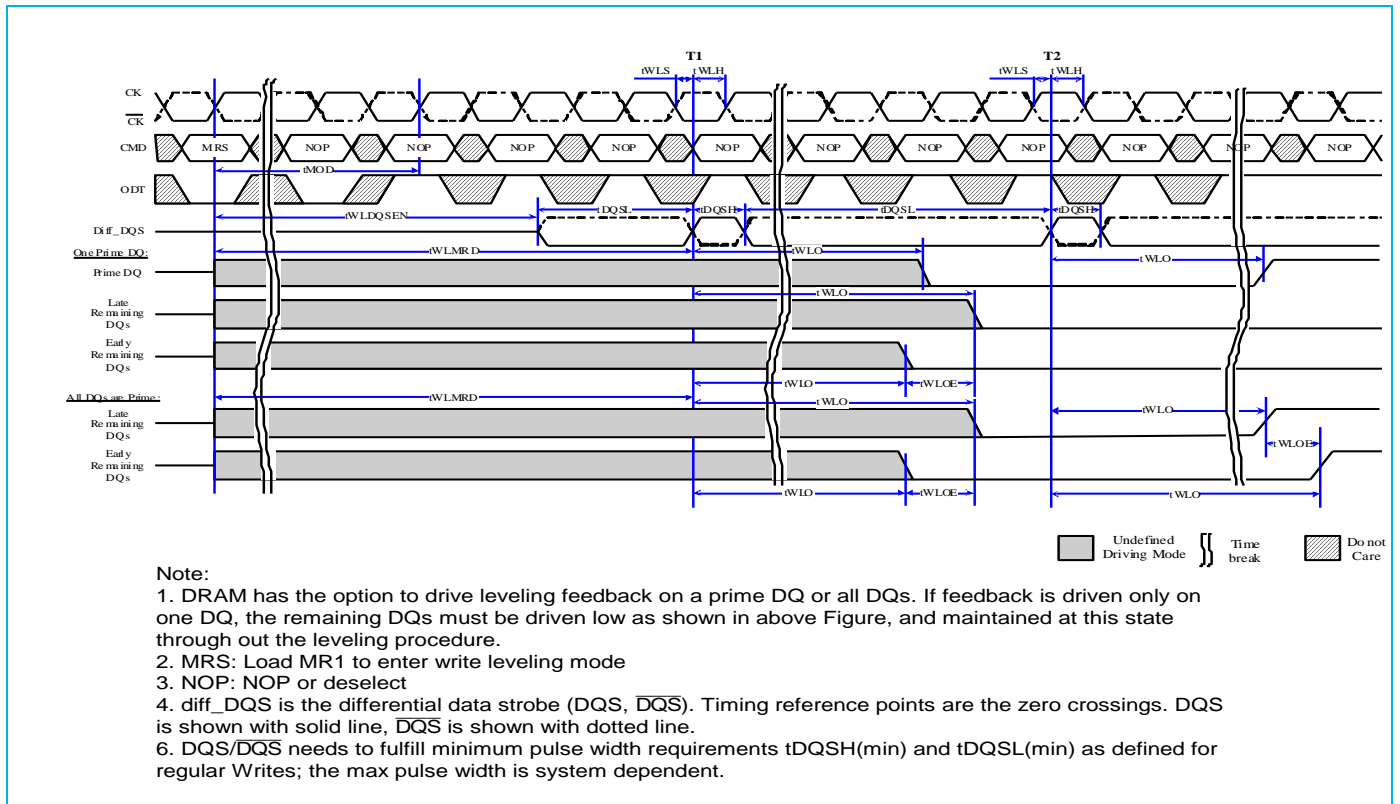 T1 T2
tWLS tWLH tWLS tWLH
CK
CK
CMD MRS NOP NOP NOP NOP NOP NOP NOP NOP NOP NOP NOP
tMOD
ODT
tDQSL tDQSH tDQSL tDQSH
tWLDQSEN
Diff_DQS
tWLMRD tWLO
One Prime DQ:
tWLO
Prime DQ
tWLO
Late
Remaining
DQs
Early
Remaining
DQs
tWLO tWLOE
tWLMRD tWLO
All DQs are Prime:
Late
Remaining
DQs
tWLO
tWLOE
Early
Remaining
DQs
tWLO tWLOE tWLO
Undefined
Driving Mode
Time
break
Do not
Care
Note:
1. DRAM has the option to drive leveling feedback on a prime DQ or all DQs. If feedback is driven only on
one DQ, the remaining DQs must be driven low as shown in above Figure, and maintained at this state
through out the leveling procedure.
2. MRS: Load MR1 to enter write leveling mode
3. NOP: NOP or deselect
4. diff_DQS is the differential data strobe (DQS, DQS). Timing reference points are the zero crossings. DQS
is shown with solid line, DQS is shown with dotted line.
6. DQS/DQS needs to fulfill minimum pulse width requirements tDQSH(min) and tDQSL(min) as defined for
regular Writes; the max pulse width is system dependent.